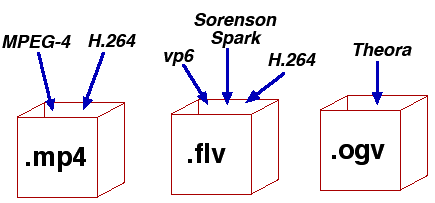 MPEG-4
H.264
.mp4
vp6
Sorenson
Spark
H.264
.flv
Theora
.ogv